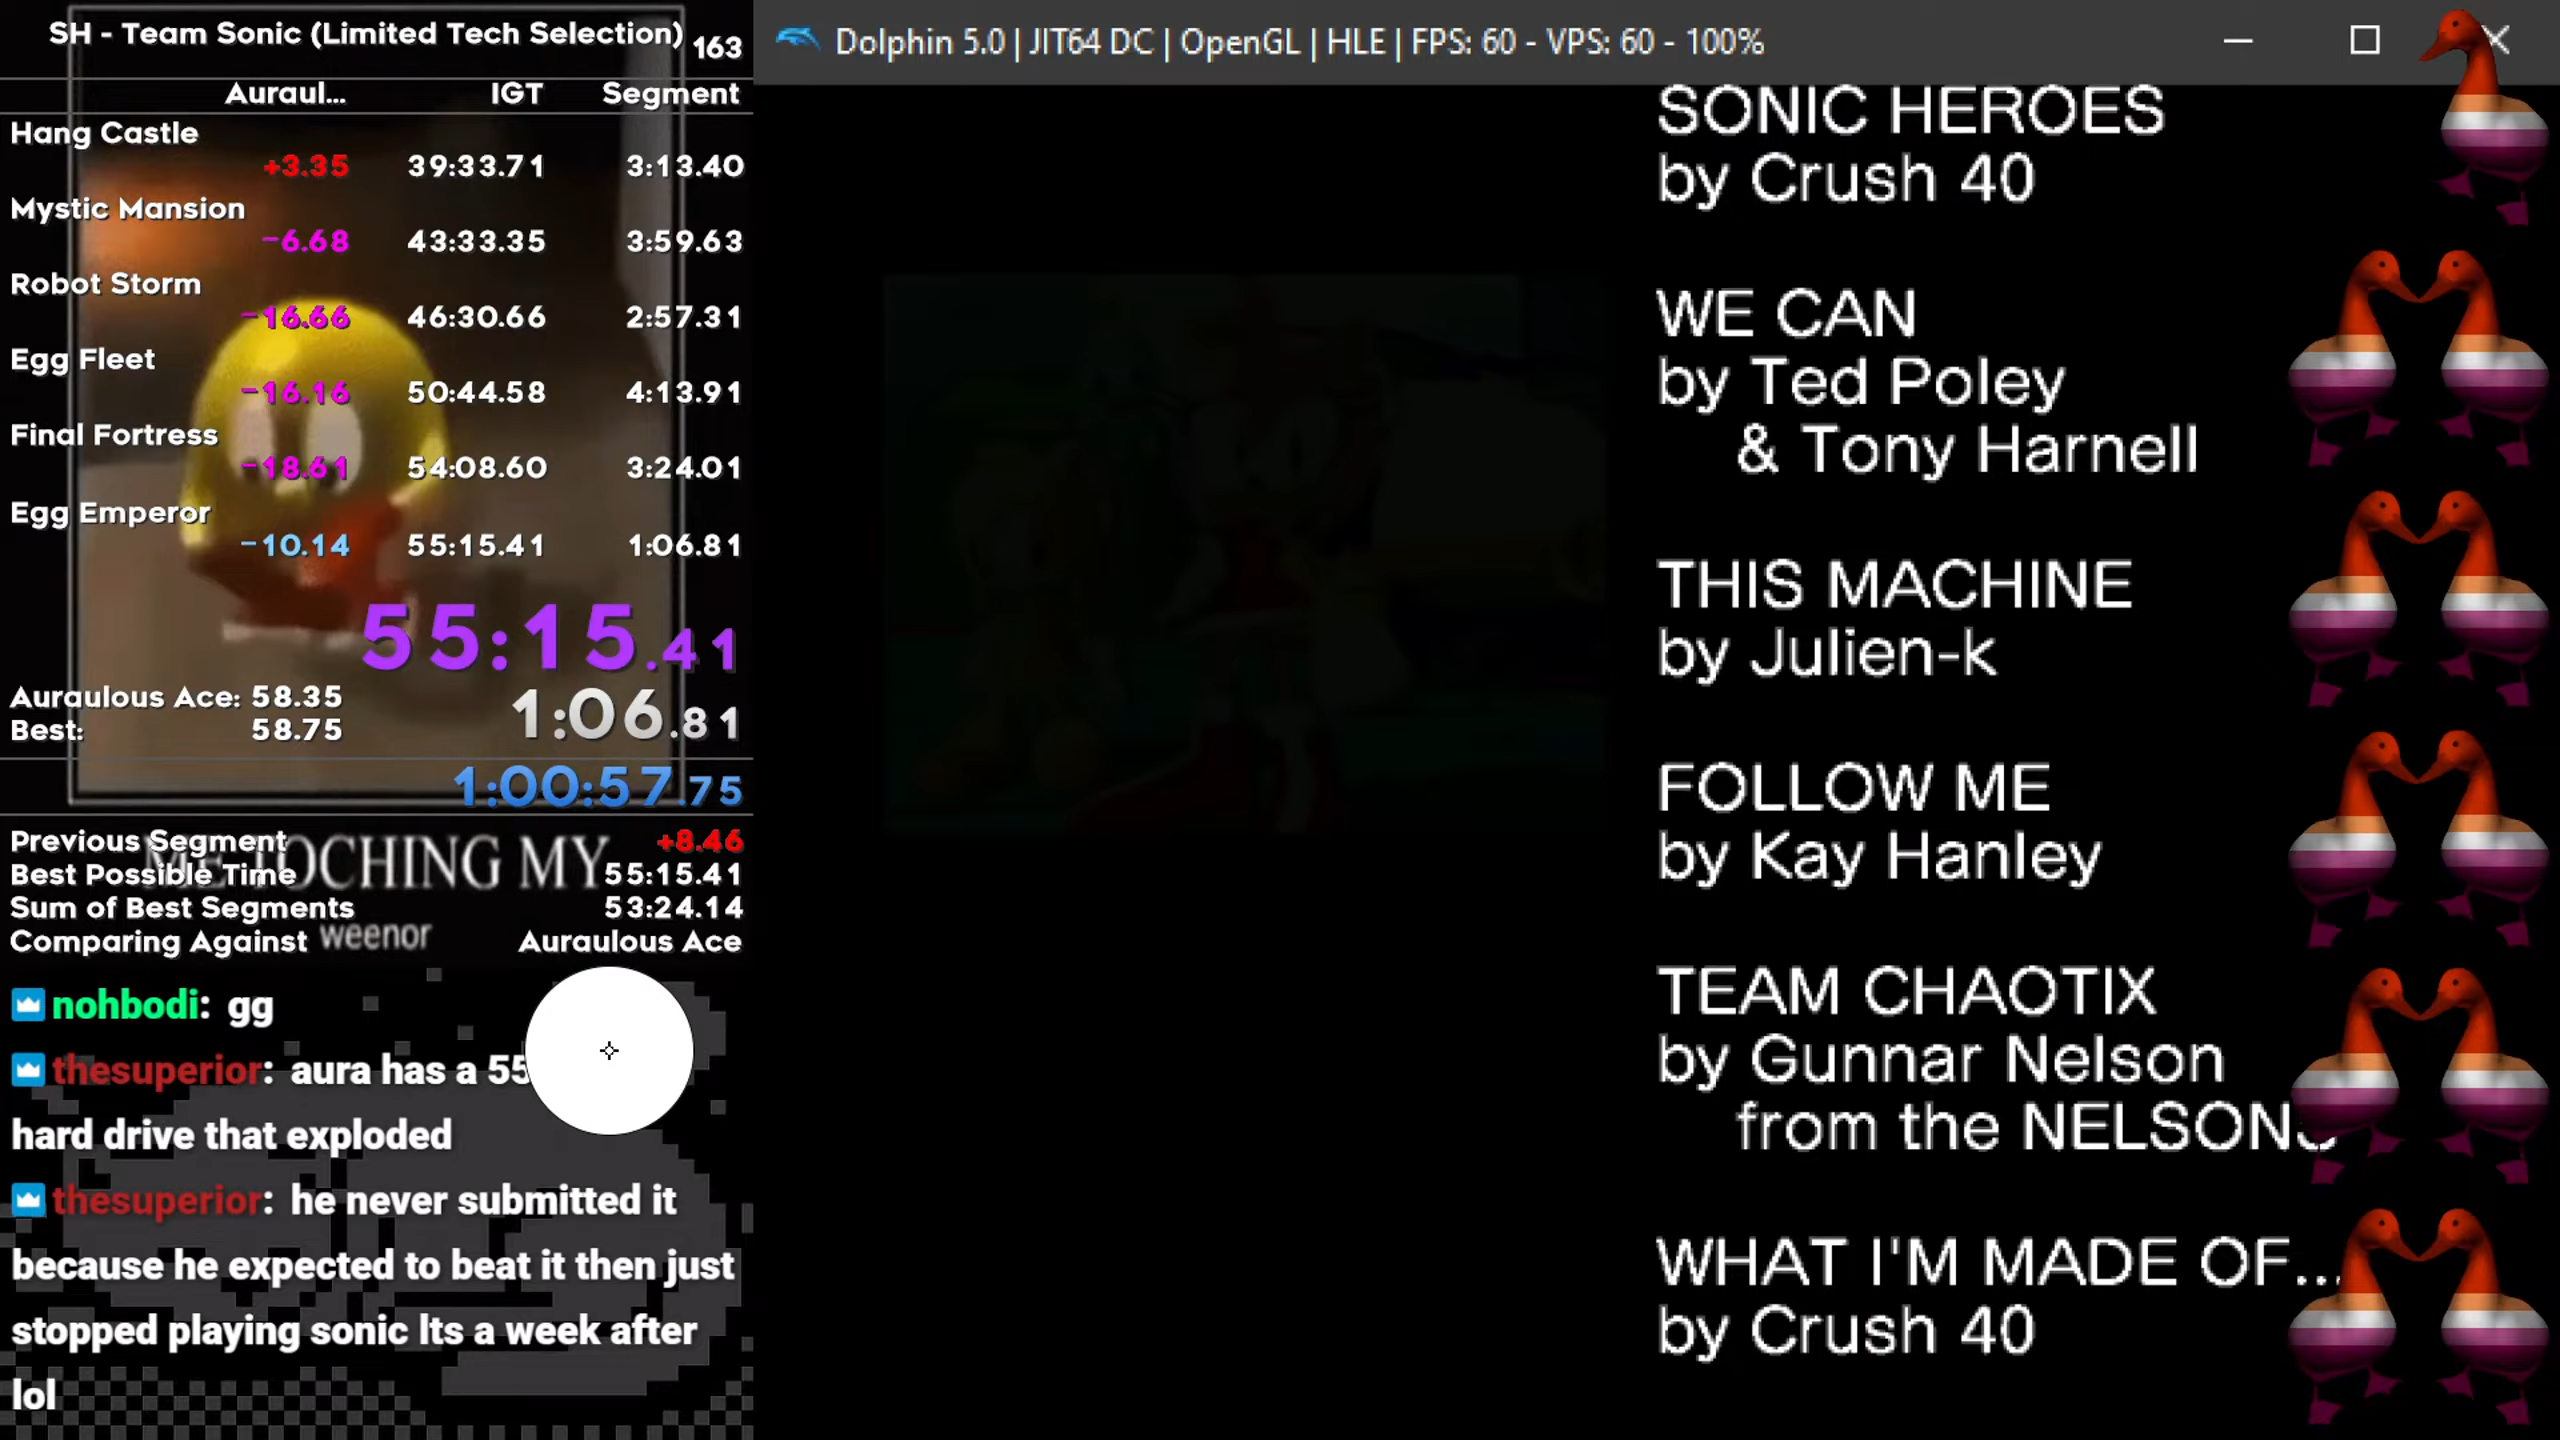 SH - Team Sonic (Limited Tech Selection) 163
Auraul... IGT Segment
Hang Castle
+3.35 39:33.71 3:13.40
Mystic Mansion
-6.68 43:33.35 3:59.63
Robot Storm
-16.66 46:30.66 2:57.31
Egg Fleet
-16.16 50:44.58 4:13.91
Final Fortress
-18.61 54:08.60 3:24.01
Egg Emperor
-10.14 55:15.41 1:06.81
55:15.41
Auraulous Ace: 58.35
Best: 58.75
1:06.81
1:00:57.75
Previous Segment +8.46
ME TOCHING MY
Best Possible Time 55:15.41
Sum of Best Segments 53:24.14
weenor
Comparing Against Auraulous Ace
nohbodi: gg
thesuperior: aura has a 55
hard drive that exploded
thesuperior: he never submitted it
because he expected to beat it then just
stopped playing sonic lts a week after
lol
Dolphin 5.0 | JIT64 DC | OpenGL | HLE | FPS: 60 - VPS: 60 - 100%
SONIC HEROES
by Crush 40
WE CAN
by Ted Poley
& Tony Harnell
THIS MACHINE
by Julien-k
FOLLOW ME
by Kay Hanley
TEAM CHAOTIX
by Gunnar Nelson
from the NELSONS
WHAT I'M MADE OF...
by Crush 40